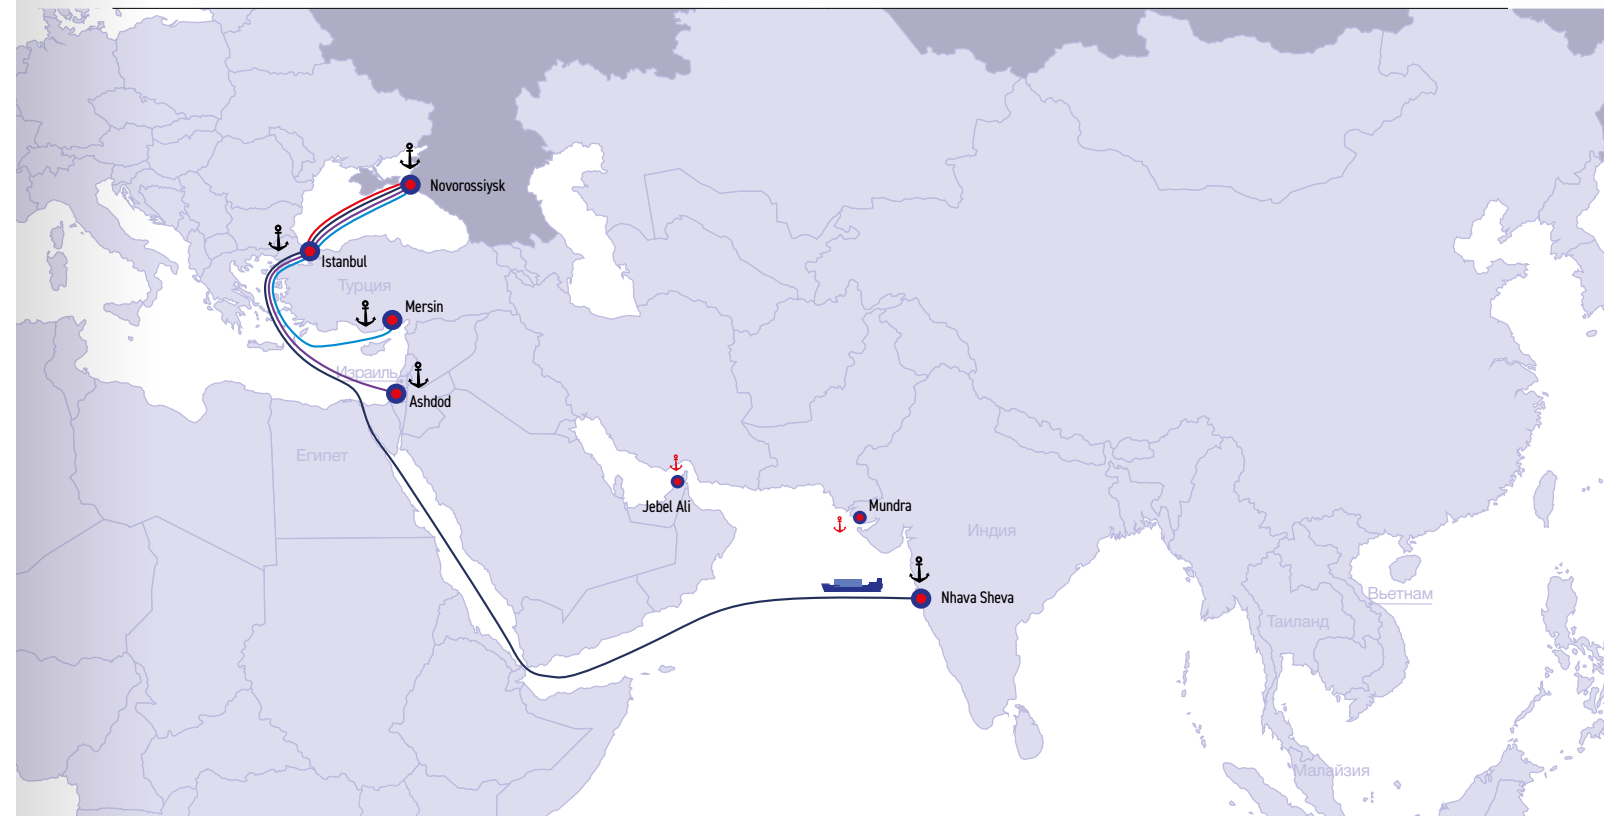 Novorossiysk
Istanbul
Турция
Mersin
Израиль
Ashdod
Египет
Jebel Ali
Mundra
Индия
Nhava Sheva
Вьетнам
Таиланд
Малайзия